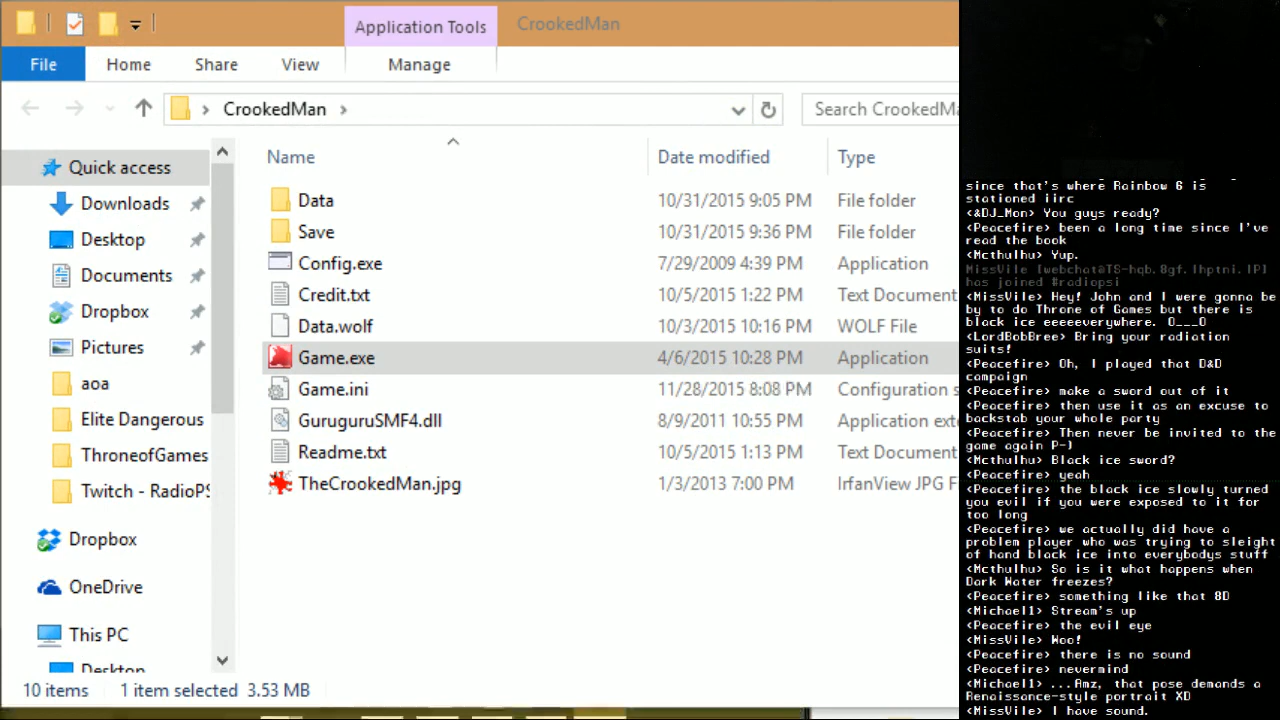 Application Tools
CrookedMan
File
Home
Share
View
Manage
CrookedMan
Search CrookedMa
Name
Date modified
Type
Quick access
Downloads
Desktop
Documents
Dropbox
Pictures
aoa
Elite Dangerous
ThroneofGames
Twitch - RadioPS
Dropbox
OneDrive
This PC
Desktop
Data 10/31/2015 9:05 PM File folder
Save 10/31/2015 9:36 PM File folder
Config.exe 7/29/2009 4:39 PM Application
Credit.txt 10/5/2015 1:22 PM Text Document
Data.wolf 10/3/2015 10:16 PM WOLF File
Game.exe 4/6/2015 10:28 PM Application
Game.ini 11/28/2015 8:08 PM Configuration s
GuruguruSMF4.dll 8/9/2011 10:55 PM Application exte
Readme.txt 10/5/2015 1:13 PM Text Document
TheCrookedMan.jpg 1/3/2013 7:00 PM IrfanView JPG F
10 items 1 item selected 3.53 MB
since that's where Rainbow 6 is
stationed iirc
<&DJ_Mon> You guys ready?
<Peacefire> been a long time since I've
read the book
<Mcthulhu> Yup.
MissVile [webchat@TS-hqb.8gf.lhptni.IP]
has joined #radiopsi
<MissVile> Hey! John and I were gonna be
by to do Throne of Games but there is
black ice eeeeeverywhere. O___O
<LordBobBree> Bring your radiation
suits!
<Peacefire> Oh, I played that D&D
campaign
<Peacefire> make a sword out of it
<Peacefire> then use it as an excuse to
backstab your whole party
<Peacefire> Then never be invited to the
game again P-)
<Mcthulhu> Black ice sword?
<Peacefire> yeah
<Peacefire> the black ice slowly turned
you evil if you were exposed to it for
too long
<Peacefire> we actually did have a
problem player who was trying to sleight
of hand black ice into everybodys stuff
<Mcthulhu> So is it what happens when
Dark Water freezes?
<Peacefire> something like that 8D
<Michael1> Stream's up
<Peacefire> the evil eye
<MissVile> Woo!
<Peacefire> there is no sound
<Peacefire> nevermind
<Michael1> ...Amz, that pose demands a
Renaissance-style portrait XD
<MissVile> I have sound.